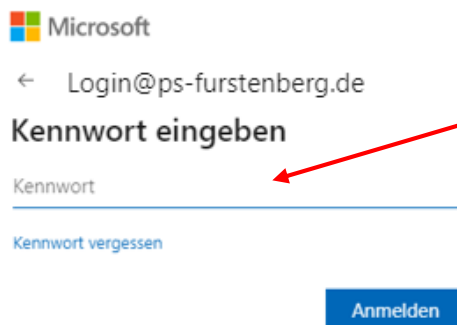 Microsoft
← Login@ps-furstenberg.de
Kennwort eingeben
Kennwort
Kennwort vergessen
Anmelden